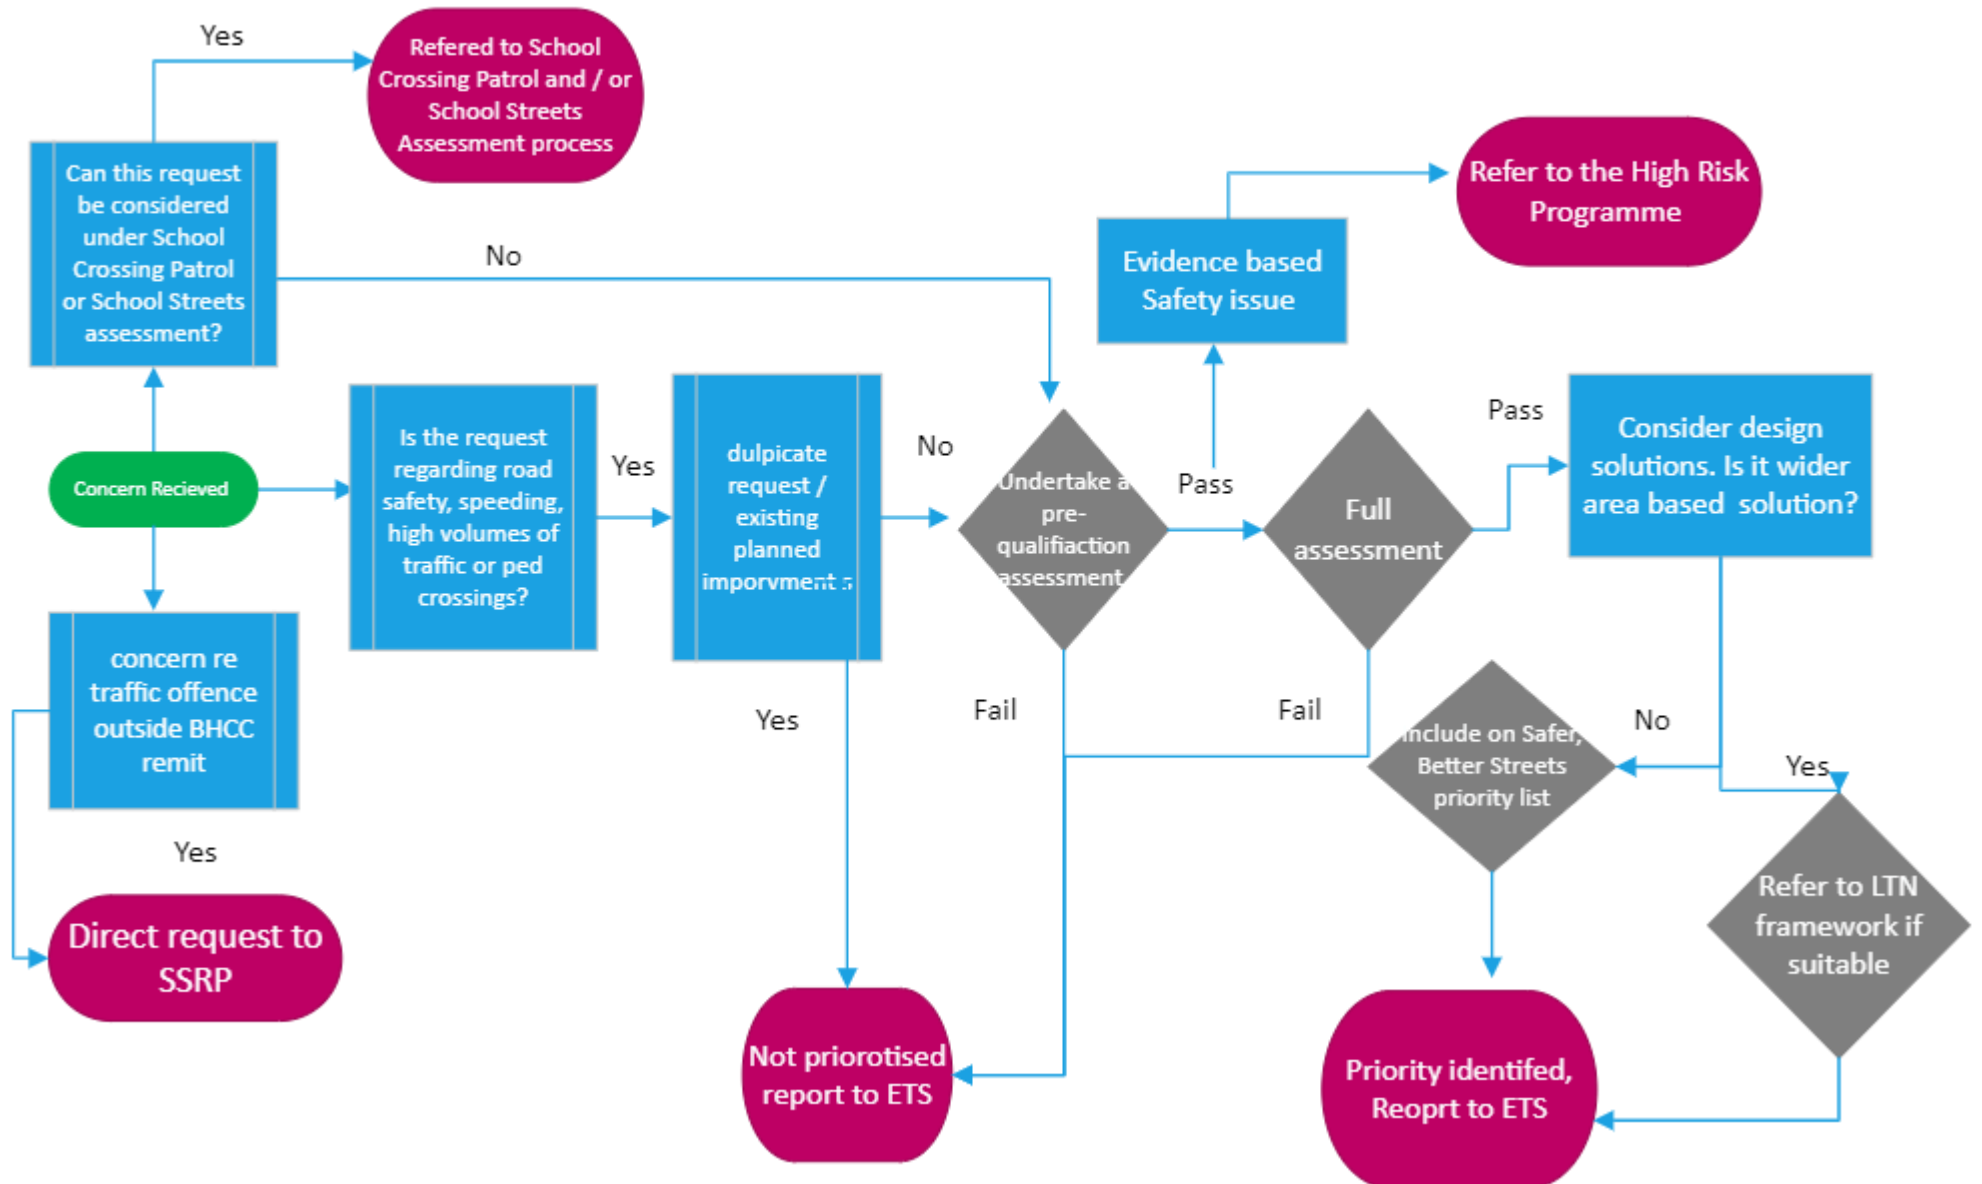 Yes
Refered to School
Crossing Patrol and / or
School Streets
Assessment process
Can this request
be considered
under School
Crossing Patrol
or School Streets
assessment?
No
Refer to the High Risk
Programme
Evidence based
Safety issue
Concern Recieved
Is the request
regarding road
safety, speeding,
high volumes of
traffic or ped
crossings?
Yes
dulpicate
request /
existing
planned
imporvment s
No
Undertake a
pre-
qualifiaction
assessment.
Pass
Full
assessment
Pass
Consider design
solutions. Is it wider
area based solution?
concern re
traffic offence
outside BHCC
remit
Yes
Direct request to
SSRP
Yes
Fail
Fail
include on Safer,
Better Streets
priority list
No
Yes
Refer to LTN
framework if
suitable
Not priorotised
report to ETS
Priority identifed,
Reoprt to ETS